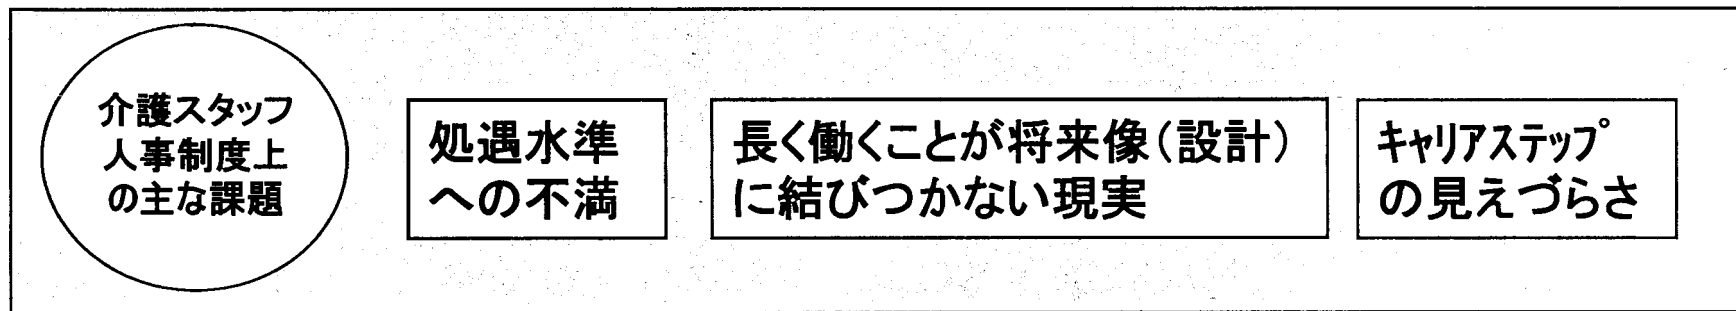 介護スタッフ
人事制度上
の主な課題
処遇水準
への不満
長く働くことが将来像(設計)
に結びつかない現実
キャリアステップ
の見えづらさ